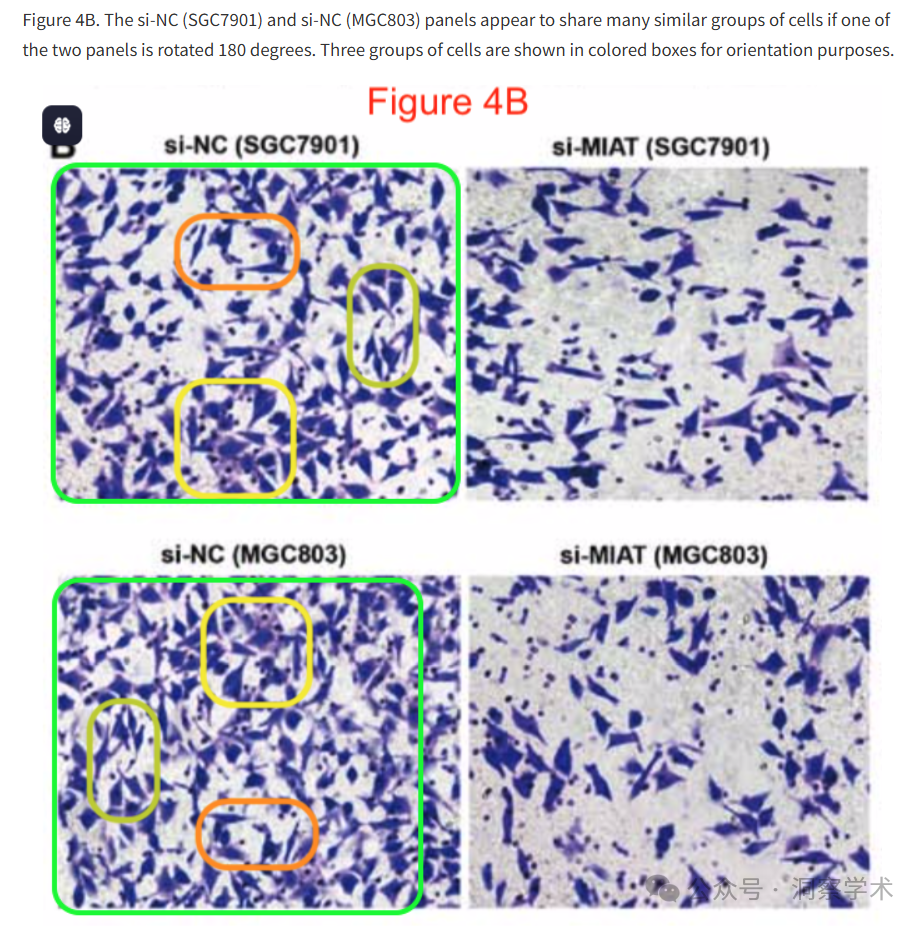 Figure 4B. The si-NC (SGC7901) and si-NC (MGC803) panels appear to share many similar groups of cells if one of
the two panels is rotated 180 degrees. Three groups of cells are shown in colored boxes for orientation purposes.
Figure 4B
si-NC (SGC7901)
si-MIAT (SGC7901)
si-NC (MGC803)
si-MIAT (MGC803)
公众号 · 洞察学术